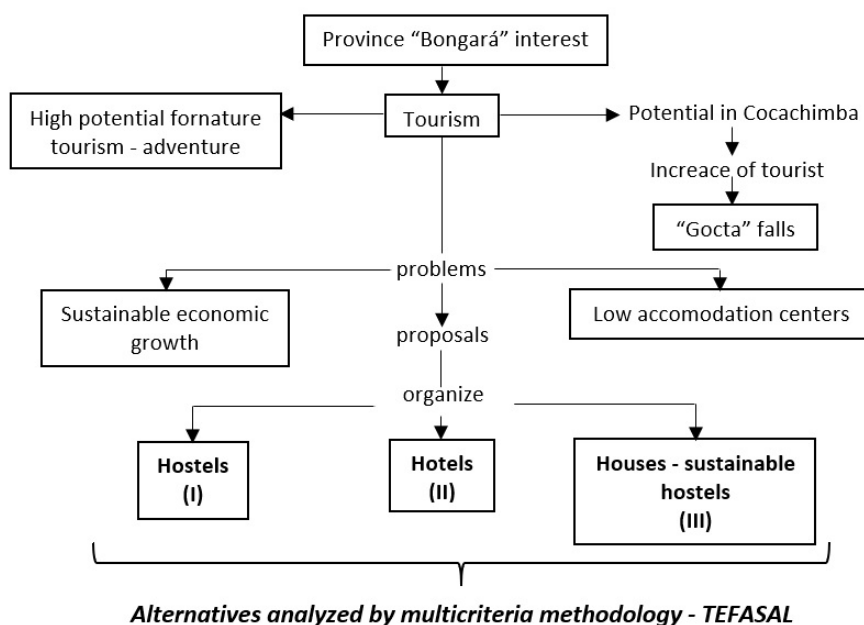 Province “Bongará” interest
High potential fornature
tourism - adventure
Tourism
Potential in Cocachimba
Increace of tourist
“Gocta” falls
problems
Sustainable economic
growth
Low accomodation centers
proposals
organize
Hostels
(I)
Hotels
(II)
Houses - sustainable
hostels
(III)
Alternatives analyzed by multicriteria methodology - TEFASAL